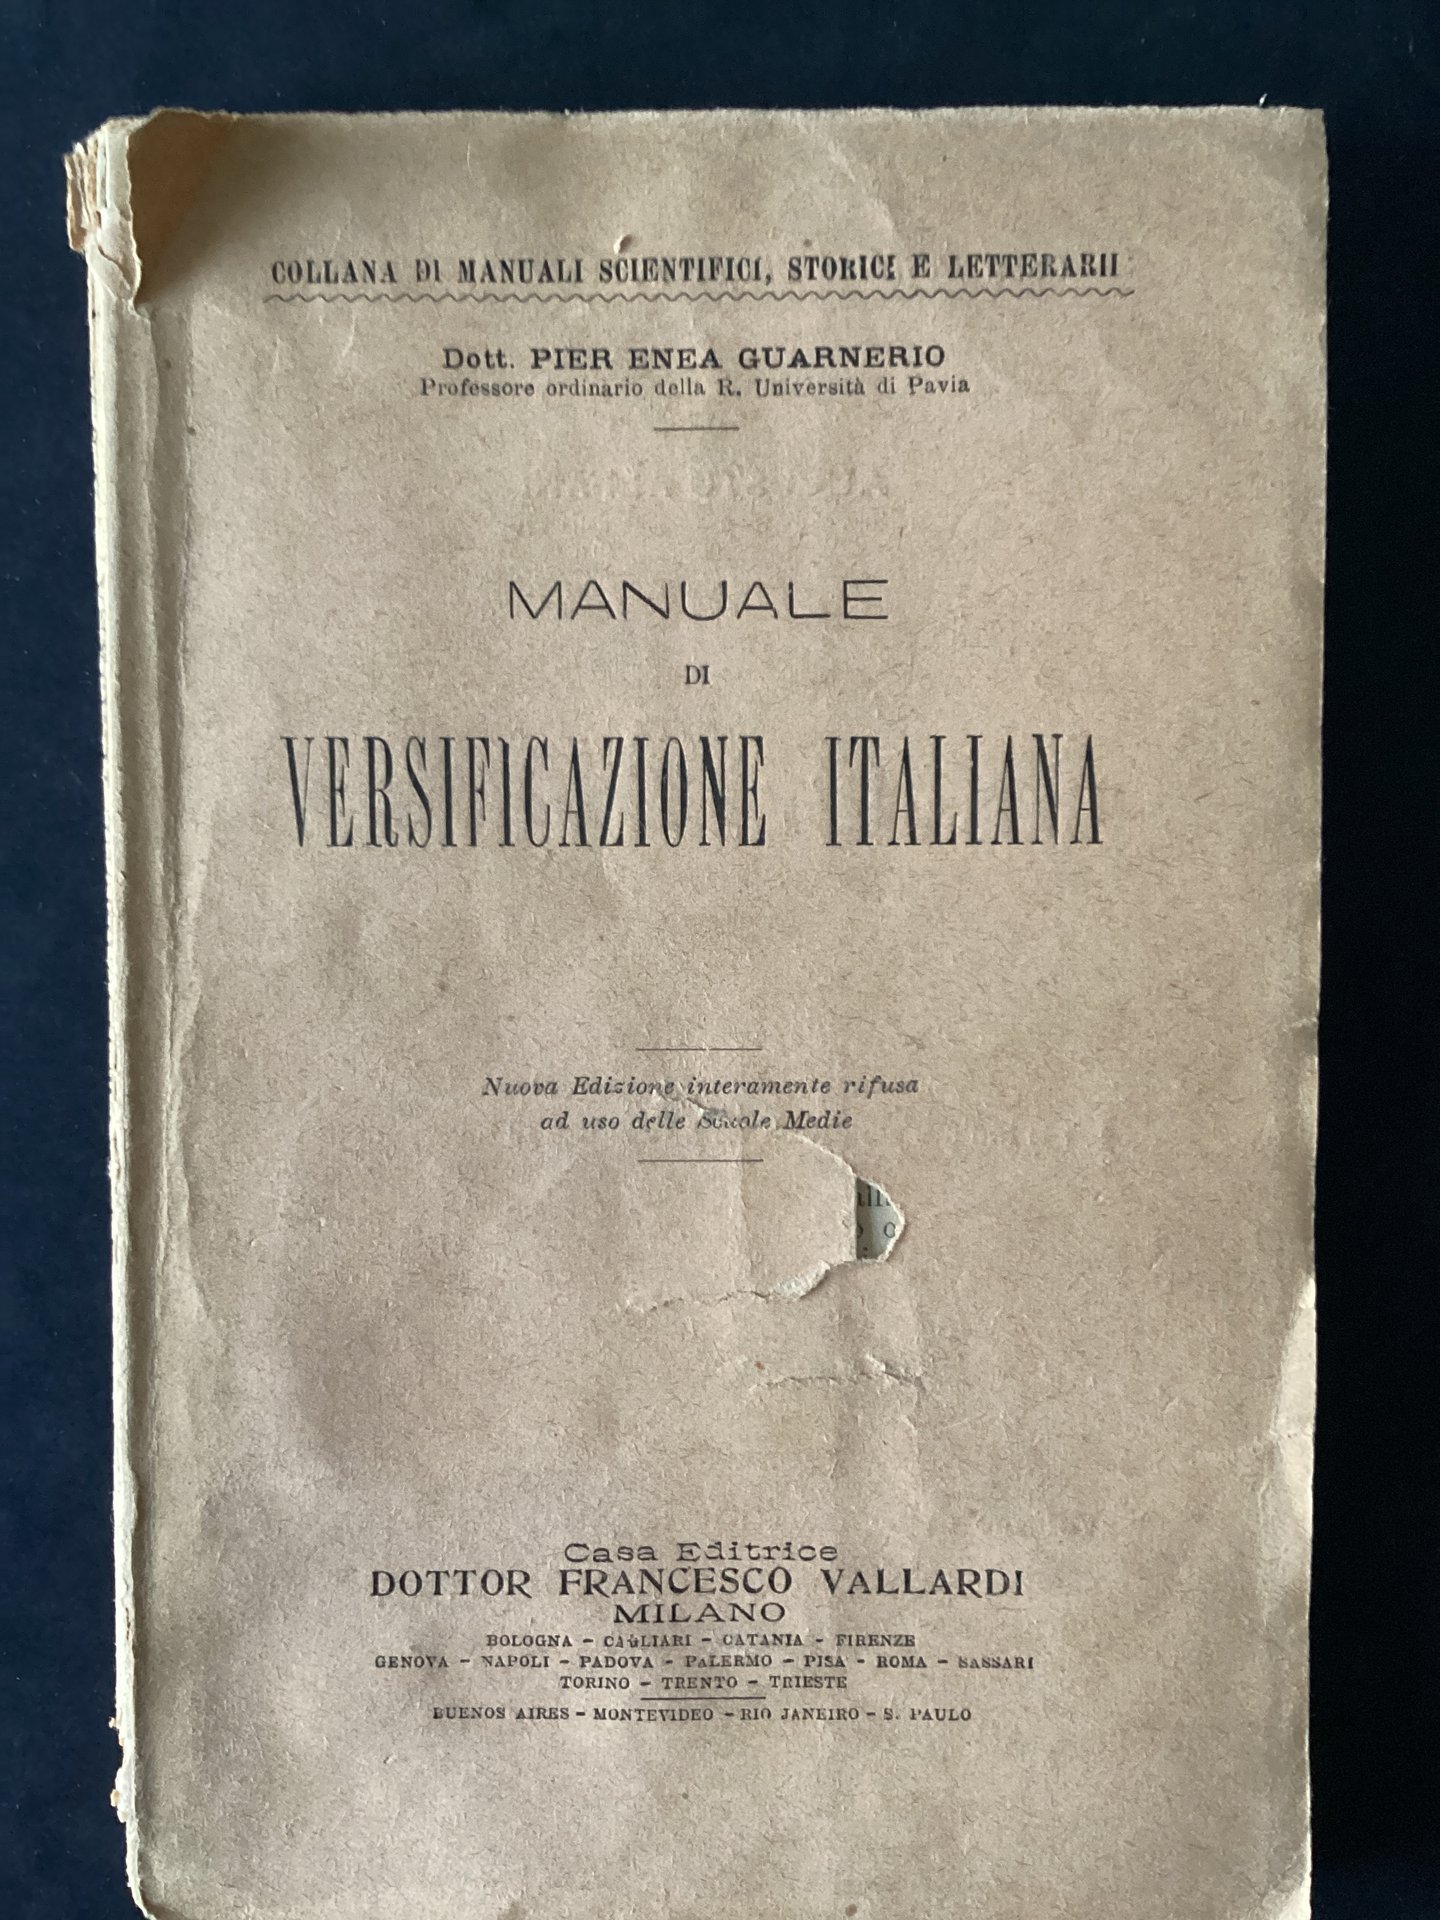 COLLANA DI MANUALI SCIENTIFICI, STORICI E LETTERARII
Dott. PIER ENEA GUARNERIO
Professore ordinario della R. Università di Pavia
MANUALE
DI
VERSIFICAZIONE ITALIANA
Nuova Edizione interamente rifusa
ad uso delle Scuole Medie
Casa Editrice
DOTTOR FRANCESCO VALLARDI
MILANO
BOLOGNA - CAGLIARI - CATANIA - FIRENZE
GENOVA - NAPOLI - PADOVA - PALERMO - PISA - ROMA - SASSARI
TORINO - TRENTO - TRIESTE
BUENOS AIRES - MONTEVIDEO - RIO JANEIRO - S. PAULO